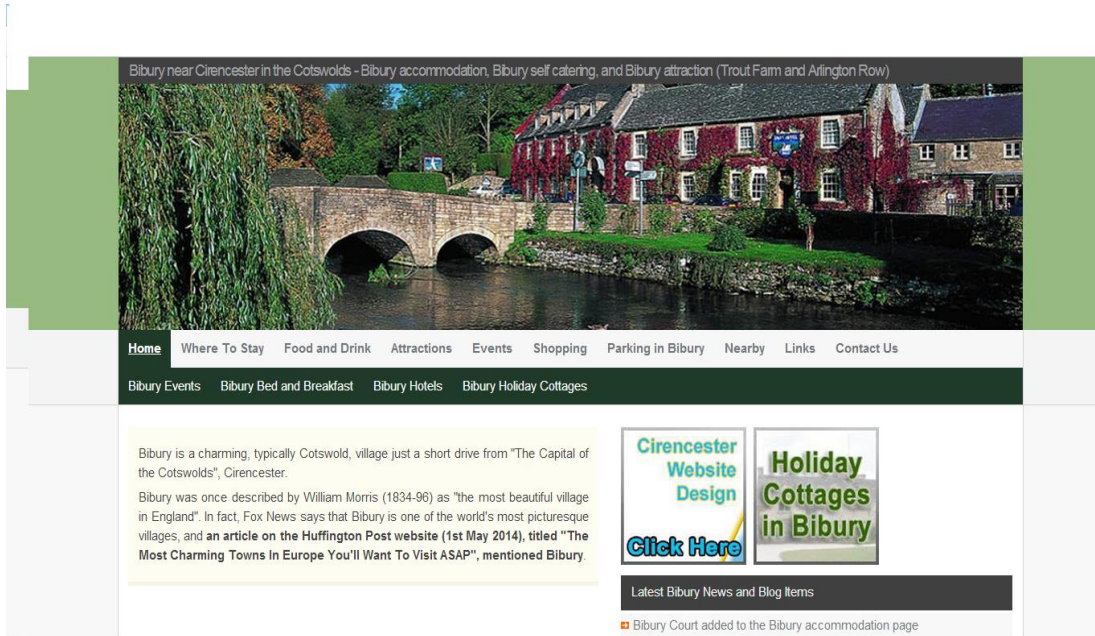 Bibury near Cirencester in the Cotswolds - Bibury accommodation, Bibury self catering, and Bibury attraction (Trout Farm and Arlington Row)
Home Where To Stay Food and Drink Attractions Events Shopping Parking in Bibury Nearby Links Contact Us
Bibury Events Bibury Bed and Breakfast Bibury Hotels Bibury Holiday Cottages
Bibury is a charming, typically Cotswold, village just a short drive from "The Capital of
the Cotswolds", Cirencester.
Bibury was once described by William Morris (1834-96) as "the most beautiful village
in England". In fact, Fox News says that Bibury is one of the world's most picturesque
villages, and an article on the Huffington Post website (1st May 2014), titled "The
Most Charming Towns In Europe You'll Want To Visit ASAP", mentioned Bibury.
Cirencester
Website
Design
Click Here
Holiday
Cottages
in Bibury
Latest Bibury News and Blog Items
Bibury Court added to the Bibury accommodation page